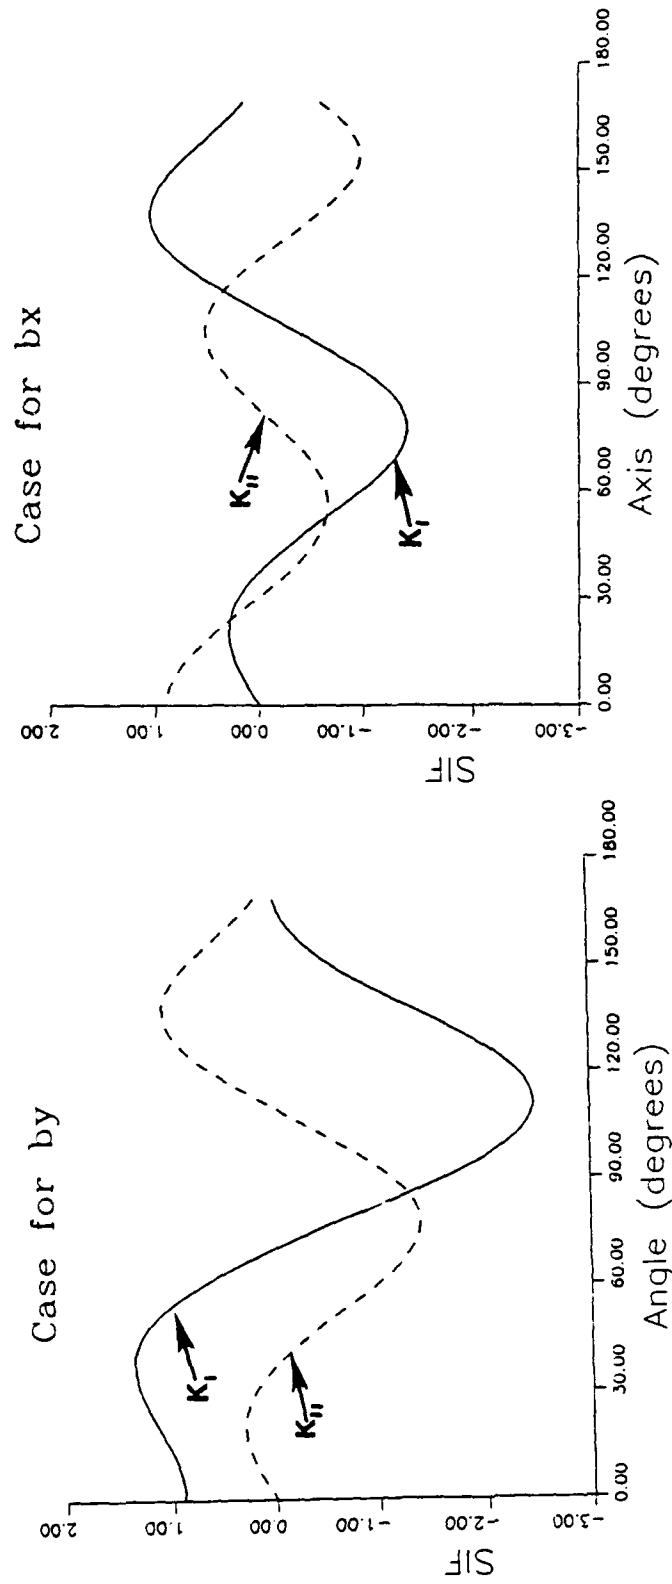 Case for by
2.00
1.00
0.00
-1.00
-2.00
-3.00
SIF
K_I
K_II
0.00
30.00
60.00
90.00
120.00
150.00
180.00
Angle (degrees)
Case for bx
2.00
1.00
0.00
-1.00
-2.00
-3.00
SIF
K_II
K_I
0.00
30.00
60.00
90.00
120.00
150.00
180.00
Axis (degrees)